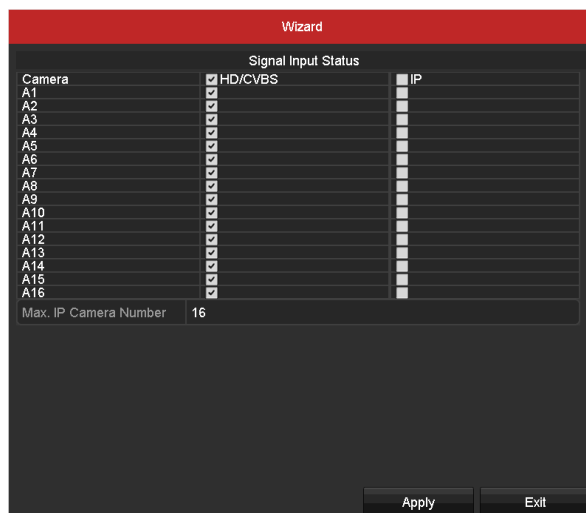 Wizard
Signal Input Status
Camera HD/CVBS IP
A1
A2
A3
A4
A5
A6
A7
A8
A9
A10
A11
A12
A13
A14
A15
A16
Max. IP Camera Number 16
Apply Exit